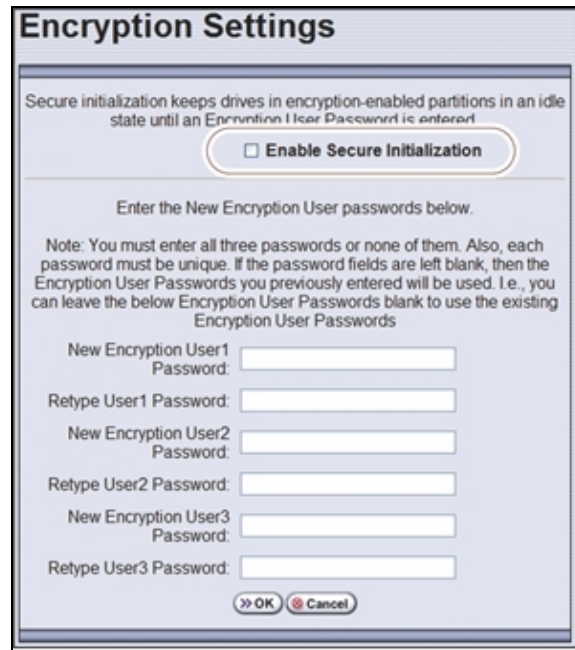 Encryption Settings
Secure initialization keeps drives in encryption-enabled partitions in an idle
state until an Encryption User Password is entered.
Enable Secure Initialization
Enter the New Encryption User passwords below.
Note: You must enter all three passwords or none of them. Also, each
password must be unique. If the password fields are left blank, then the
Encryption User Passwords you previously entered will be used. I.e., you
can leave the below Encryption User Passwords blank to use the existing
Encryption User Passwords
New Encryption User1
Password:
Retype User1 Password:
New Encryption User2
Password:
Retype User2 Password:
New Encryption User3
Password:
Retype User3 Password:
OK Cancel